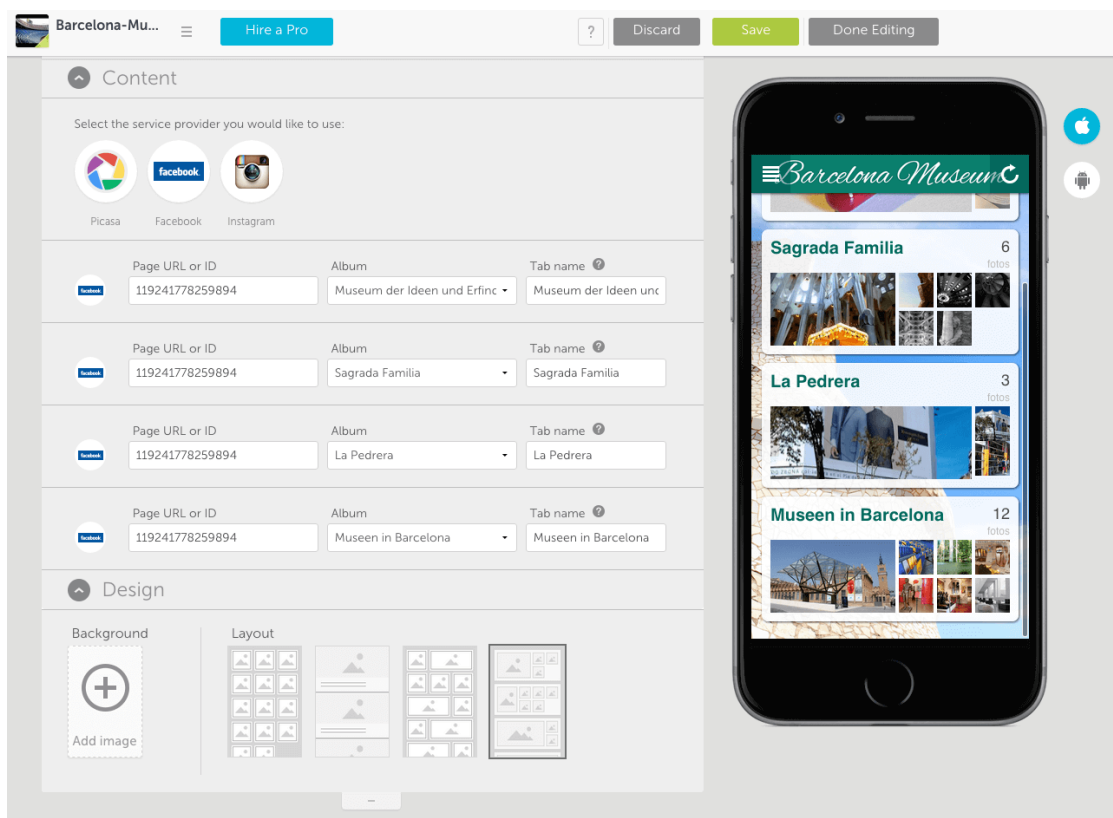 Barcelona-Mu...
Hire a Pro
?
Discard
Save
Done Editing
Content
Select the service provider you would like to use:
facebook
Picasa
Facebook
Instagram
Page URL or ID
Album
Tab name ?
facebook
119241778259894
Museum der Ideen und Erfinc
Museum der Ideen unc
Page URL or ID
Album
Tab name ?
facebook
119241778259894
Sagrada Familia
Sagrada Familia
Page URL or ID
Album
Tab name ?
facebook
119241778259894
La Pedrera
La Pedrera
Page URL or ID
Album
Tab name ?
facebook
119241778259894
Museen in Barcelona
Museen in Barcelona
Design
Background
Layout
Add image
Barcelona Museum
Sagrada Familia
6
fotos
La Pedrera
3
fotos
Museen in Barcelona
12
fotos